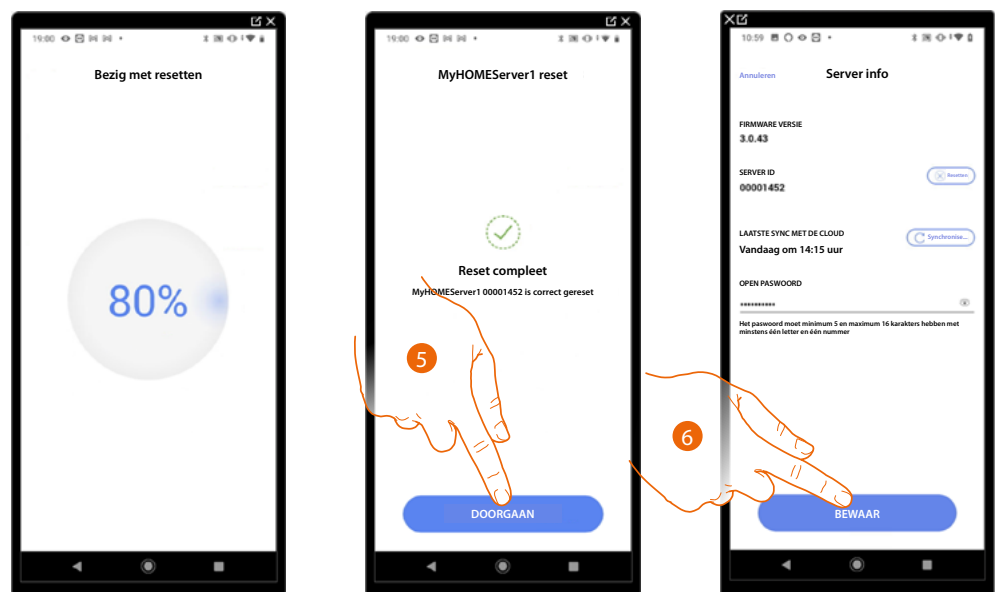 19:00
Bezig met resetten
80%
19:00
MyHOMEServer1 reset
Reset compleet
MyHOMEServer1 00001452 is correct gereset
5
DOORGAAN
10:59
Annuleren
Server info
FIRMWARE VERSIE
3.0.43
SERVER ID
Resetten
00001452
LAATSTE SYNC MET DE CLOUD
Synchronise...
Vandaag om 14:15 uur
OPEN PASWOORD
••••••••••
Het paswoord moet minimum 5 en maximum 16 karakters hebben met
minstens één letter en één nummer
6
BEWAAR